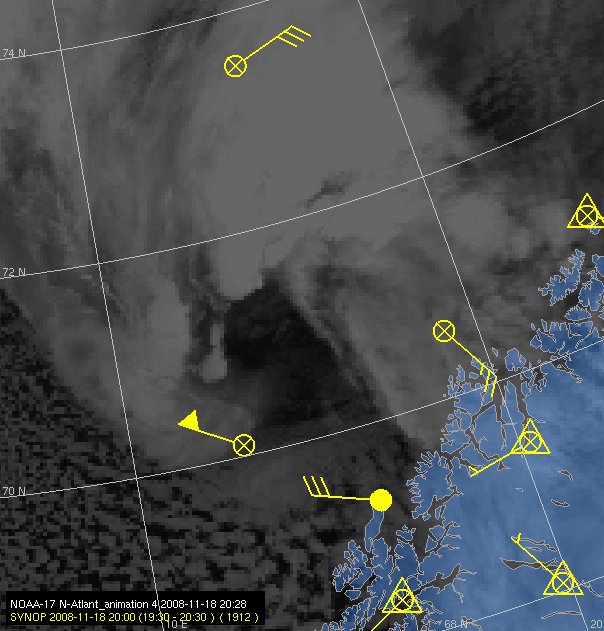 74 N
72 N
70 N
NOAA-17 N-Atlant_animation 4 2008-11-18 20:28
SYNOP 2008-11-18 20:00 (19:30 - 20:30 ) ( 1912 )
10 E
68 N
20